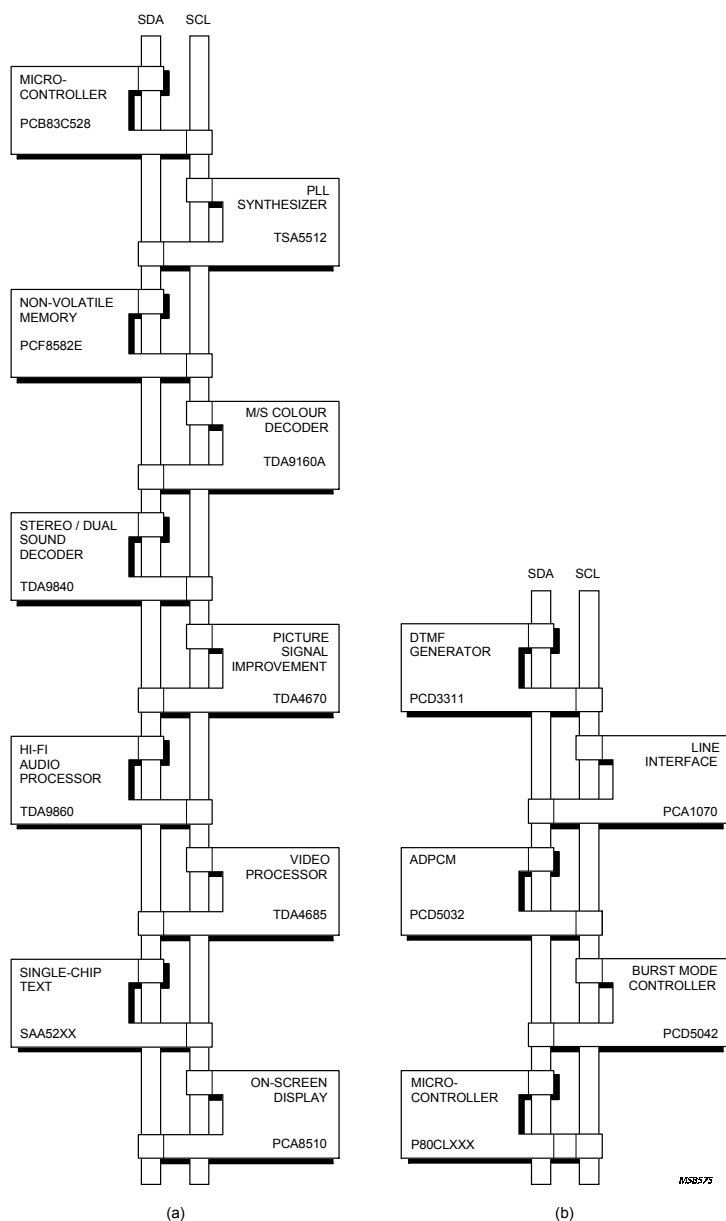 SDA SCL
MICRO-
CONTROLLER
PCB83C528
PLL
SYNTHESIZER
TSA5512
NON-VOLATILE
MEMORY
PCF8582E
M/S COLOUR
DECODER
TDA9160A
STEREO / DUAL
SOUND
DECODER
TDA9840
PICTURE
SIGNAL
IMPROVEMENT
TDA4670
HI-FI
AUDIO
PROCESSOR
TDA9860
VIDEO
PROCESSOR
TDA4685
SINGLE-CHIP
TEXT
SAA52XX
ON-SCREEN
DISPLAY
PCA8510
(a)
SDA SCL
DTMF
GENERATOR
PCD3311
LINE
INTERFACE
PCA1070
ADPCM
PCD5032
BURST MODE
CONTROLLER
PCD5042
MICRO-
CONTROLLER
P80CLXXX
MSB575
(b)